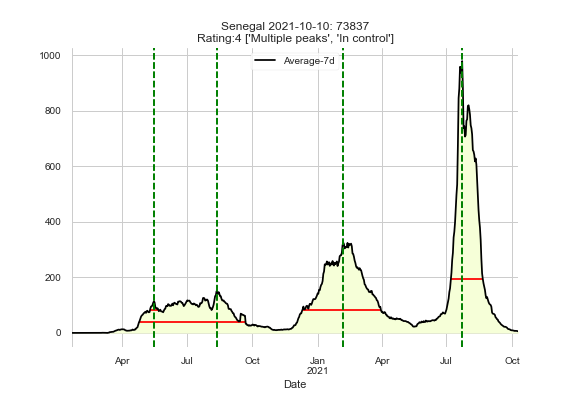 Senegal 2021-10-10: 73837
Rating:4 ['Multiple peaks', 'In control']
Average-7d
1000
800
600
400
200
0
Apr Jul Oct Jan Apr Jul Oct
2021
Date